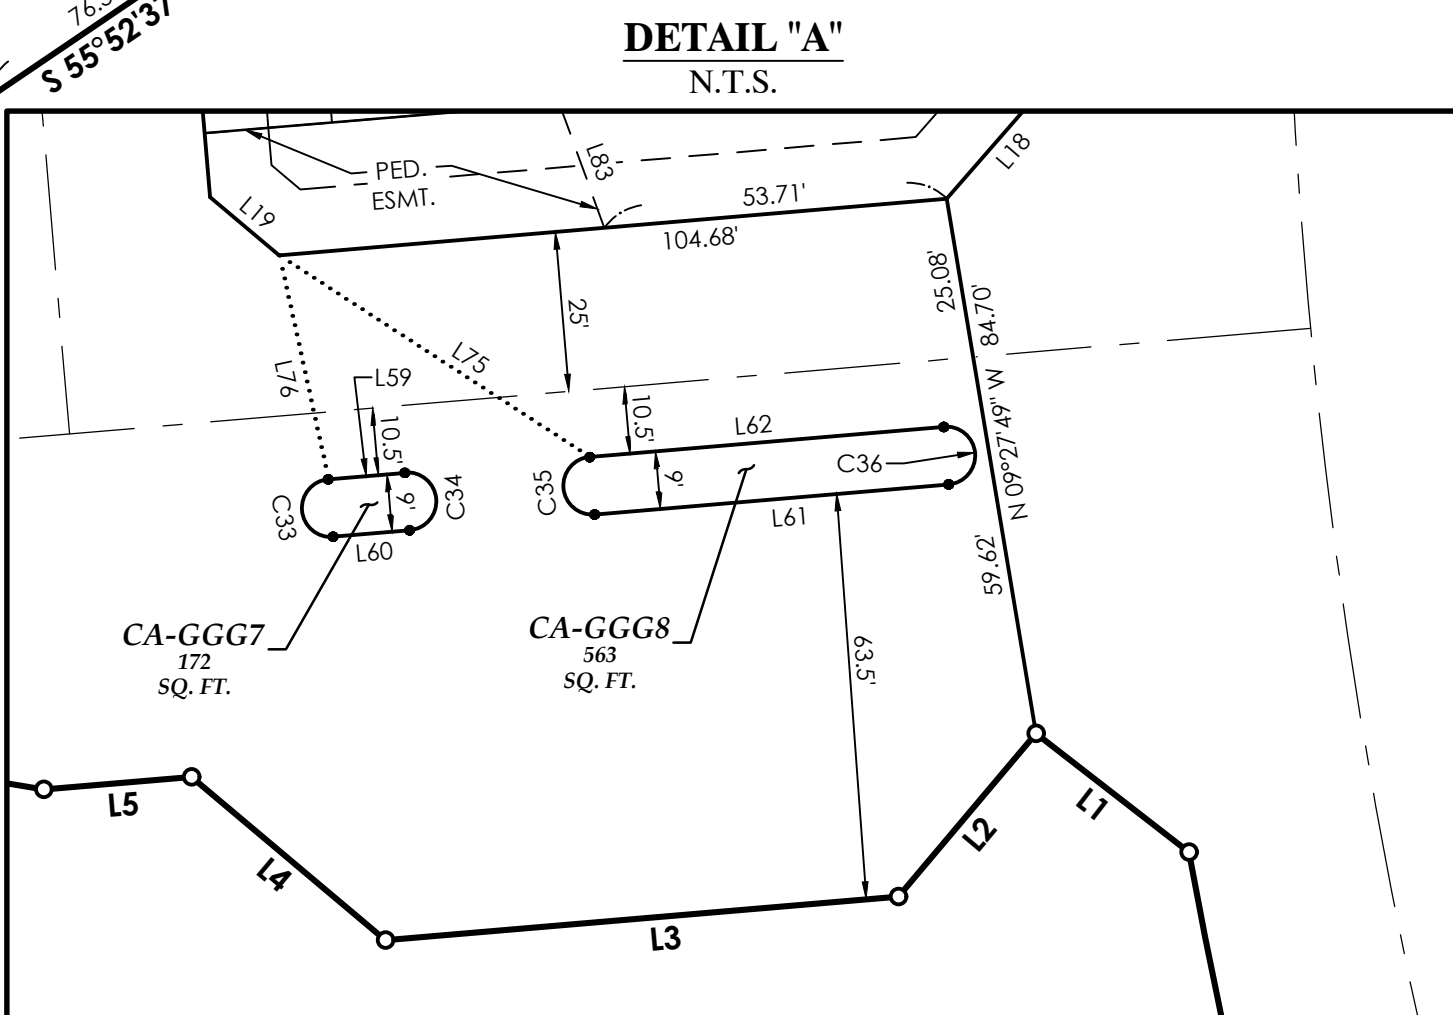 76.
S 55°52'37
DETAIL "A"
N.T.S.
L83
PED.
ESMT.
L18
L19
53.71'
104.68'
25.08'
84.70'
25'
L75
L76
L59
10.5'
10.5'
L62
C36
N 09°27'49" W
C33
9'
C34
C35
9'
L61
L60
59.62'
CA-GGG7
172
SQ. FT.
CA-GGG8
563
SQ. FT.
63.5'
L5
L4
L3
L2
L1